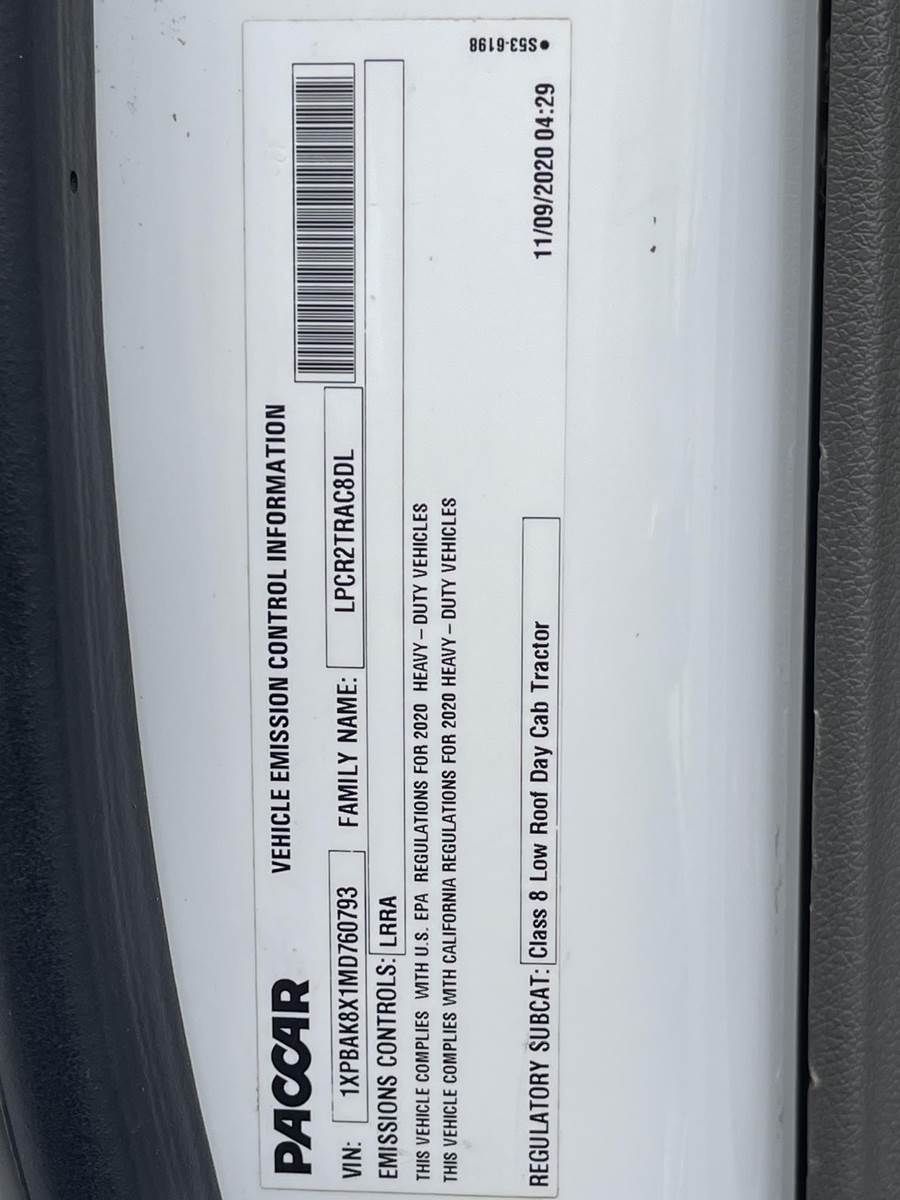 PACCAR VEHICLE EMISSION CONTROL INFORMATION
VIN: 1XPBAK8X1MD760793 FAMILY NAME: LPCR2TRAC8DL
EMISSIONS CONTROLS: LRRA
THIS VEHICLE COMPLIES WITH U.S. EPA REGULATIONS FOR 2020 HEAVY–DUTY VEHICLES
THIS VEHICLE COMPLIES WITH CALIFORNIA REGULATIONS FOR 2020 HEAVY–DUTY VEHICLES
REGULATORY SUBCAT: Class 8 Low Roof Day Cab Tractor 11/09/2020 04:29
●S53-6198